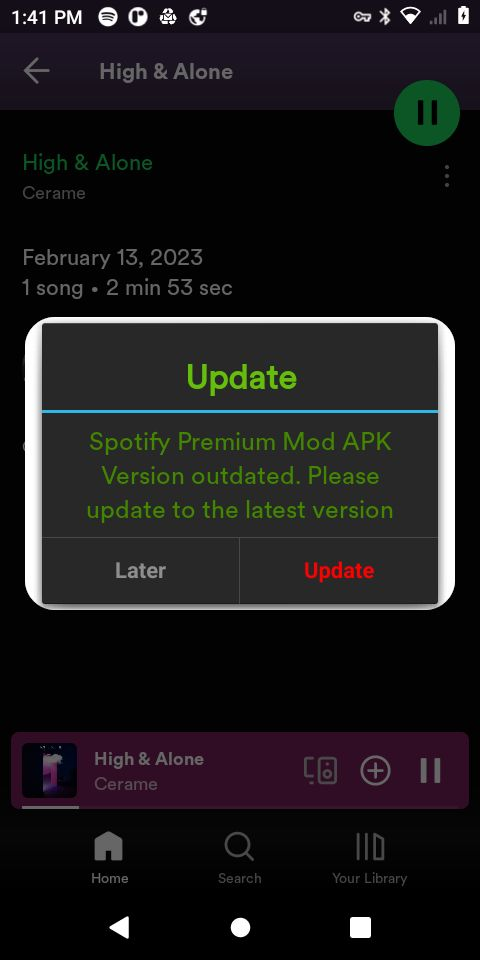 1:41 PM
High & Alone
High & Alone
Cerame
February 13, 2023
1 song • 2 min 53 sec
Update
Spotify Premium Mod APK
Version outdated. Please
update to the latest version
Later
Update
High & Alone
Cerame
Home
Search
Your Library